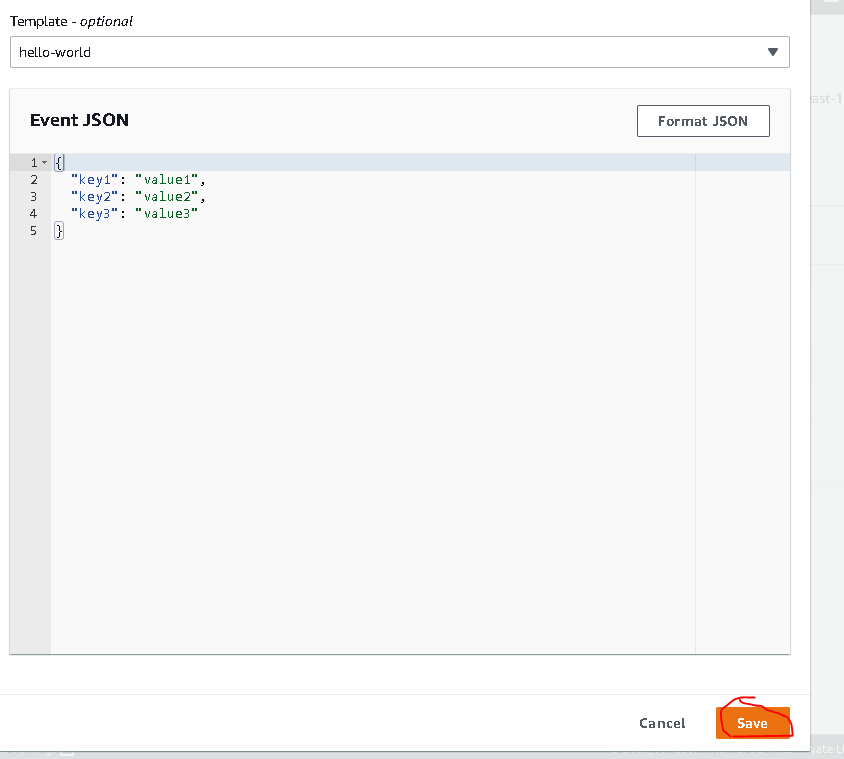 Template - optional
hello-world
Event JSON
Format JSON
1 {
2 "key1": "value1",
3 "key2": "value2",
4 "key3": "value3"
5 }
Cancel
Save